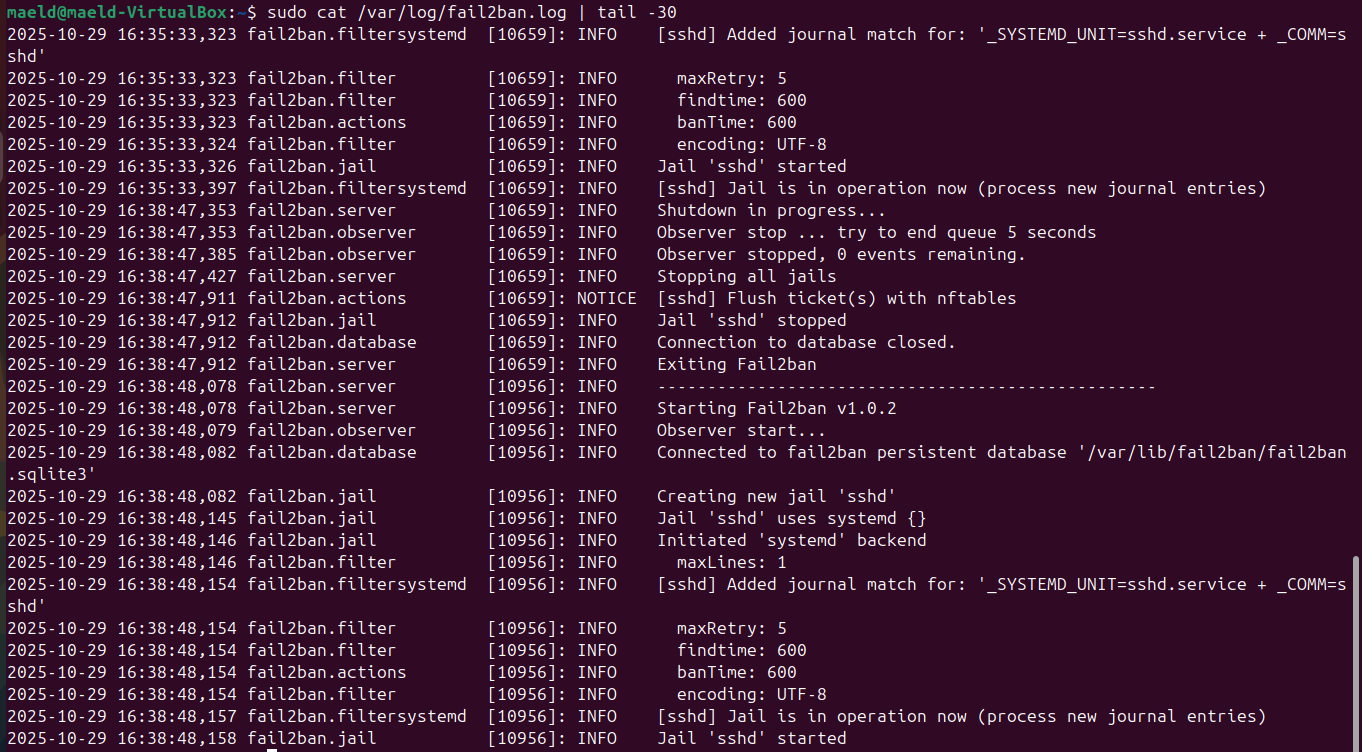 maeld@maeld-VirtualBox:~$ sudo cat /var/log/fail2ban.log | tail -30
2025-10-29 16:35:33,323 fail2ban.filtersystemd  [10659]: INFO    [sshd] Added journal match for: '_SYSTEMD_UNIT=sshd.service + _COMM=s
shd'
2025-10-29 16:35:33,323 fail2ban.filter         [10659]: INFO      maxRetry: 5
2025-10-29 16:35:33,323 fail2ban.filter         [10659]: INFO      findtime: 600
2025-10-29 16:35:33,323 fail2ban.actions        [10659]: INFO      banTime: 600
2025-10-29 16:35:33,324 fail2ban.filter         [10659]: INFO      encoding: UTF-8
2025-10-29 16:35:33,326 fail2ban.jail           [10659]: INFO    Jail 'sshd' started
2025-10-29 16:35:33,397 fail2ban.filtersystemd  [10659]: INFO    [sshd] Jail is in operation now (process new journal entries)
2025-10-29 16:38:47,353 fail2ban.server         [10659]: INFO    Shutdown in progress...
2025-10-29 16:38:47,353 fail2ban.observer       [10659]: INFO    Observer stop ... try to end queue 5 seconds
2025-10-29 16:38:47,385 fail2ban.observer       [10659]: INFO    Observer stopped, 0 events remaining.
2025-10-29 16:38:47,427 fail2ban.server         [10659]: INFO    Stopping all jails
2025-10-29 16:38:47,911 fail2ban.actions        [10659]: NOTICE  [sshd] Flush ticket(s) with nftables
2025-10-29 16:38:47,912 fail2ban.jail           [10659]: INFO    Jail 'sshd' stopped
2025-10-29 16:38:47,912 fail2ban.database       [10659]: INFO    Connection to database closed.
2025-10-29 16:38:47,912 fail2ban.server         [10659]: INFO    Exiting Fail2ban
2025-10-29 16:38:48,078 fail2ban.server         [10956]: INFO    --------------------------------------------------
2025-10-29 16:38:48,078 fail2ban.server         [10956]: INFO    Starting Fail2ban v1.0.2
2025-10-29 16:38:48,079 fail2ban.observer       [10956]: INFO    Observer start...
2025-10-29 16:38:48,082 fail2ban.database       [10956]: INFO    Connected to fail2ban persistent database '/var/lib/fail2ban/fail2ban
.sqlite3'
2025-10-29 16:38:48,082 fail2ban.jail           [10956]: INFO    Creating new jail 'sshd'
2025-10-29 16:38:48,145 fail2ban.jail           [10956]: INFO    Jail 'sshd' uses systemd {}
2025-10-29 16:38:48,146 fail2ban.jail           [10956]: INFO    Initiated 'systemd' backend
2025-10-29 16:38:48,146 fail2ban.filter         [10956]: INFO      maxLines: 1
2025-10-29 16:38:48,154 fail2ban.filtersystemd  [10956]: INFO    [sshd] Added journal match for: '_SYSTEMD_UNIT=sshd.service + _COMM=s
shd'
2025-10-29 16:38:48,154 fail2ban.filter         [10956]: INFO      maxRetry: 5
2025-10-29 16:38:48,154 fail2ban.filter         [10956]: INFO      findtime: 600
2025-10-29 16:38:48,154 fail2ban.actions        [10956]: INFO      banTime: 600
2025-10-29 16:38:48,154 fail2ban.filter         [10956]: INFO      encoding: UTF-8
2025-10-29 16:38:48,157 fail2ban.filtersystemd  [10956]: INFO    [sshd] Jail is in operation now (process new journal entries)
2025-10-29 16:38:48,158 fail2ban.jail           [10956]: INFO    Jail 'sshd' started